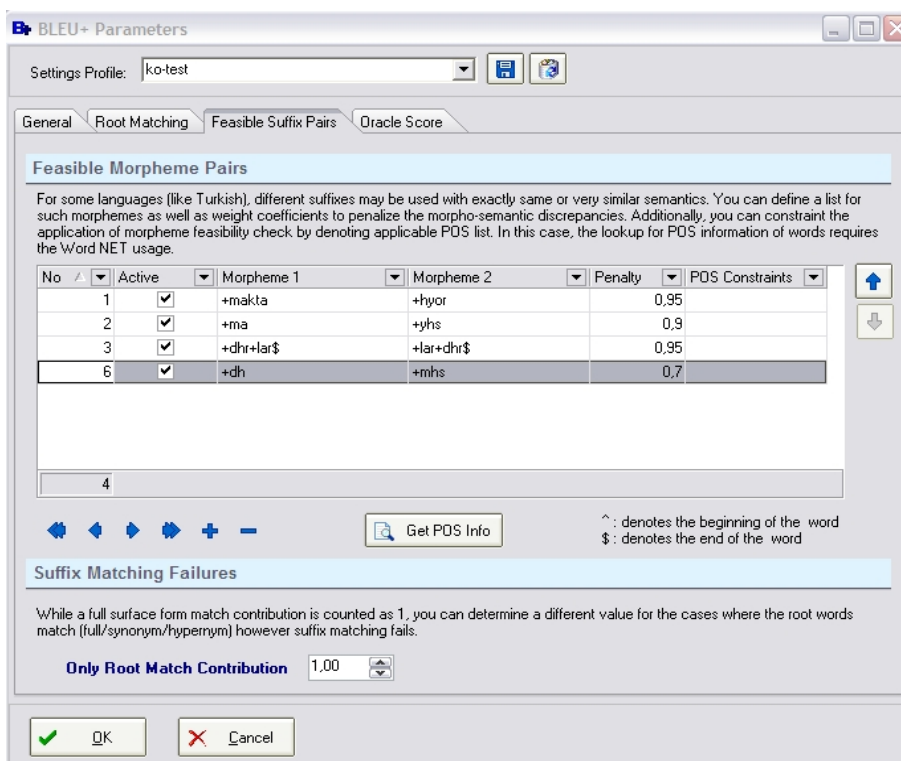 BLEU+ Parameters
Settings Profile: ko-test
General Root Matching Feasible Suffix Pairs Oracle Score
Feasible Morpheme Pairs
For some languages (like Turkish), different suffixes may be used with exactly same or very similar semantics. You can define a list for
such morphemes as well as weight coefficients to penalize the morpho-semantic discrepancies. Additionally, you can constraint the
application of morpheme feasibility check by denoting applicable POS list. In this case, the lookup for POS information of words requires
the Word NET usage.
No Active Morpheme 1 Morpheme 2 Penalty POS Constraints
1 +makta +hyor 0,95
2 +ma +yhs 0,9
3 +dhr+lar$ +lar+dhr$ 0,95
6 +dh +mhs 0,7
4
Get POS Info
^ : denotes the beginning of the word
$ : denotes the end of the word
Suffix Matching Failures
While a full surface form match contribution is counted as 1, you can determine a different value for the cases where the root words
match (full/synonym/hypernym) however suffix matching fails.
Only Root Match Contribution 1,00
OK Cancel